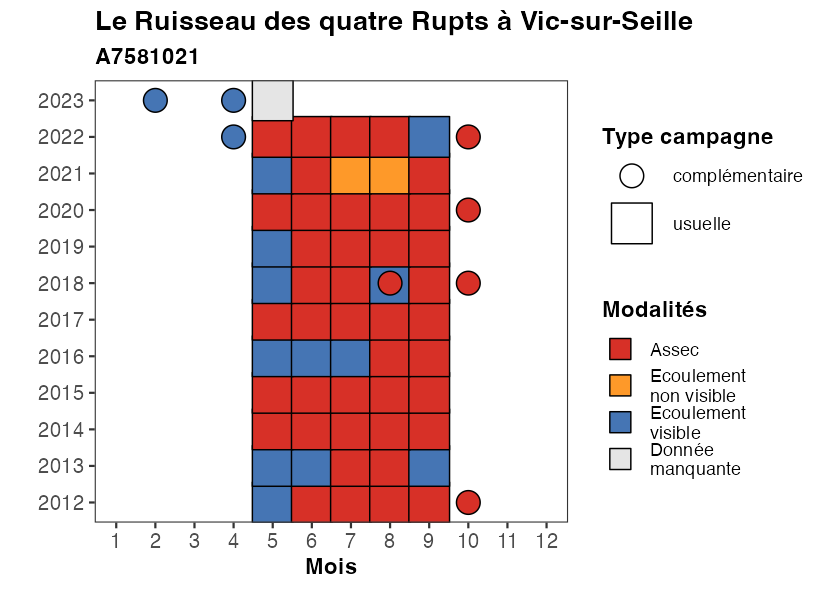 Le Ruisseau des quatre Rupts à Vic-sur-Seille
A7581021
2023
2022
2021
2020
2019
2018
2017
2016
2015
2014
2013
2012
1 2 3 4 5 6 7 8 9 10 11 12
Mois
Type campagne
complémentaire
usuelle
Modalités
Assec
Ecoulement
non visible
Ecoulement
visible
Donnée
manquante